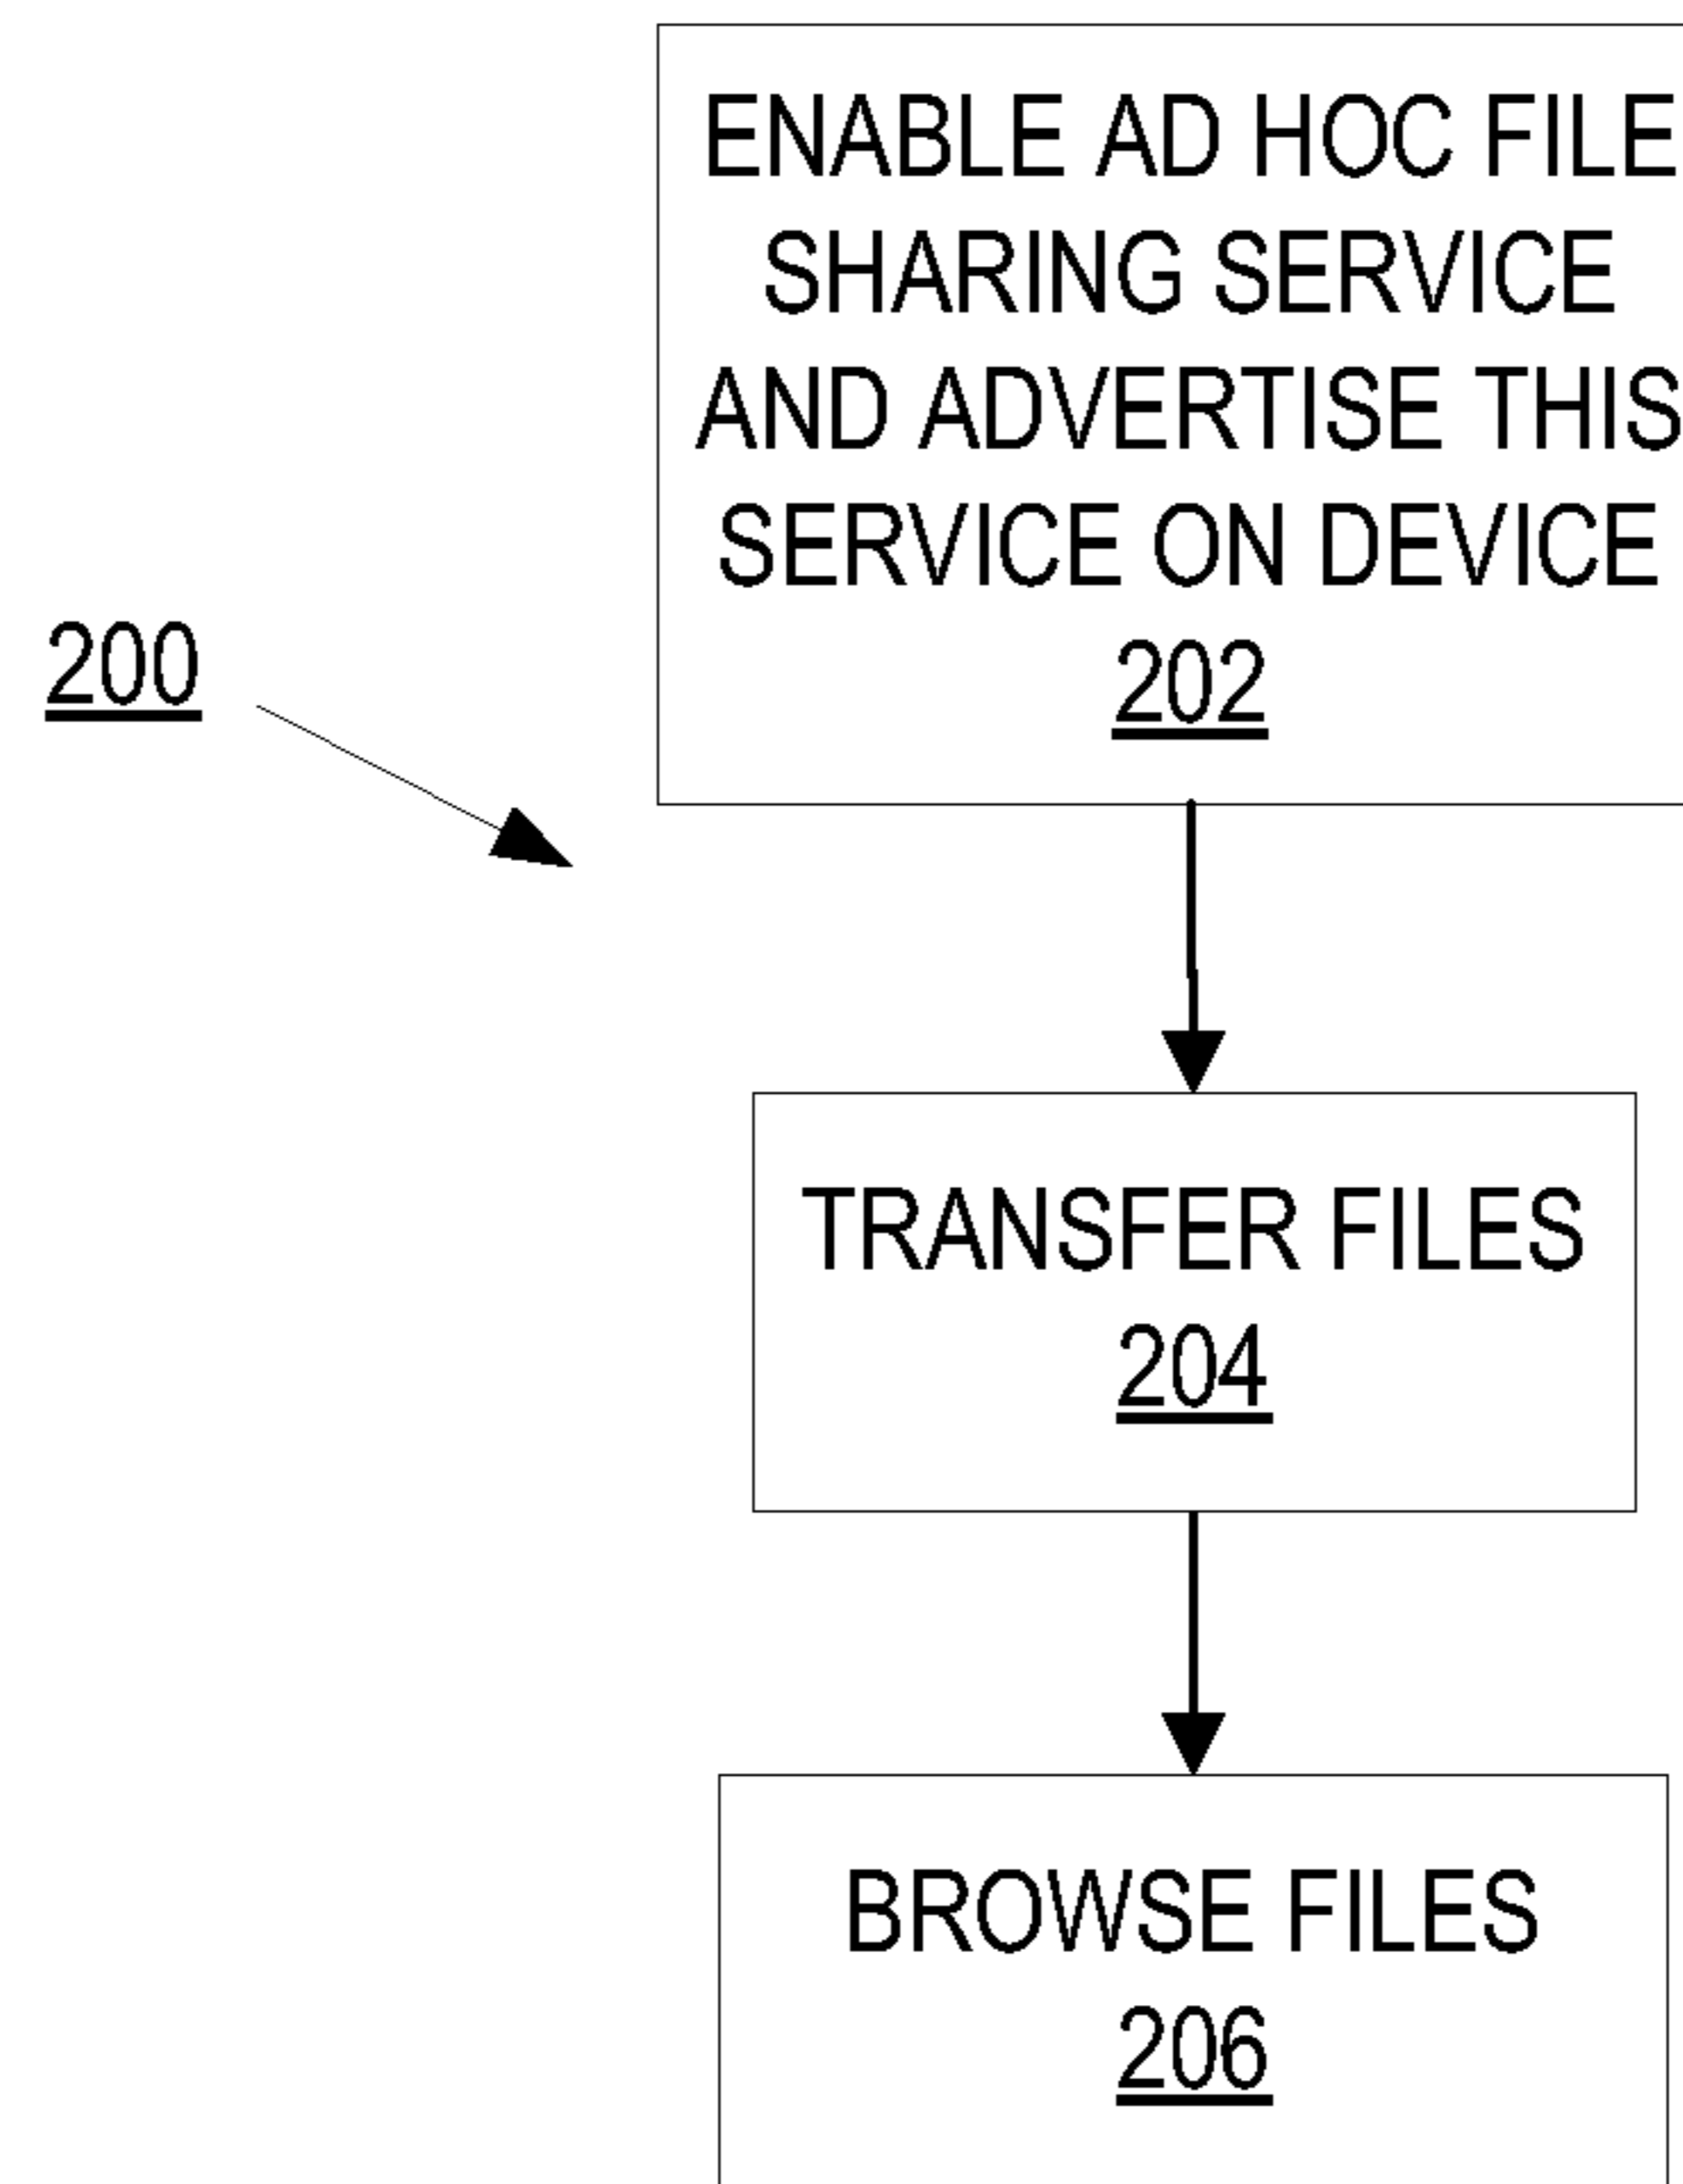 ENABLE AD HOC FILE
SHARING SERVICE
AND ADVERTISE THIS
SERVICE ON DEVICE
202
200
TRANSFER FILES
204
BROWSE FILES
206